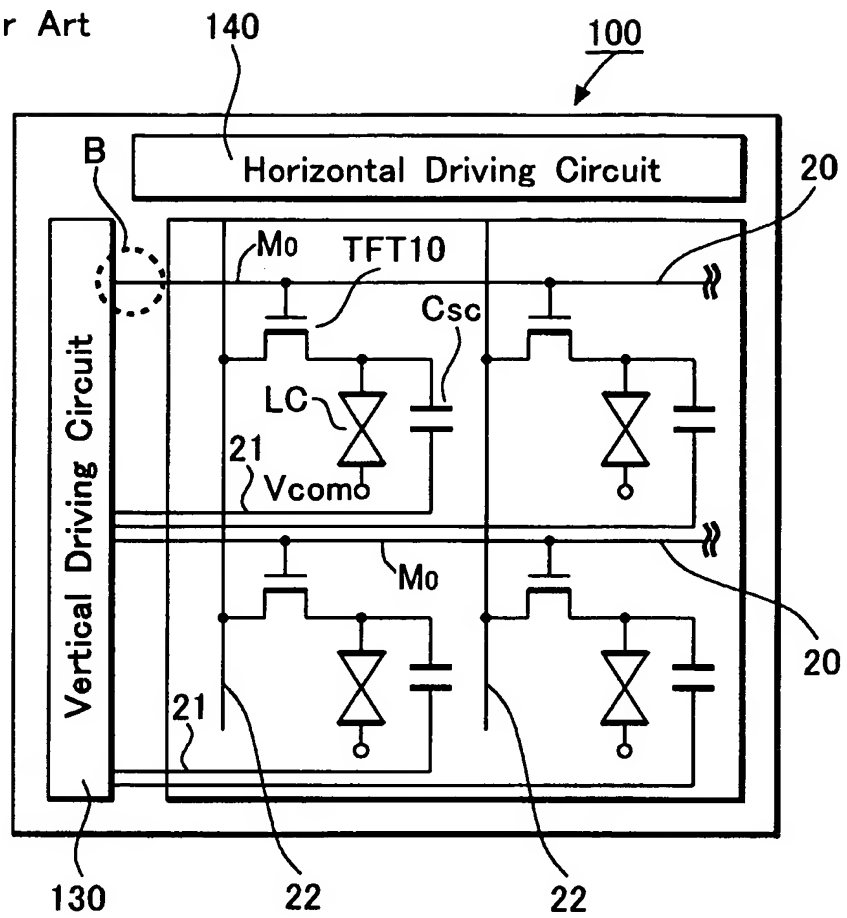 r Art
140
100
Horizontal Driving Circuit
B
20
M0
TFT10
Csc
LC
21
Vcom
Vertical Driving Circuit
M0
20
21
130
22
22